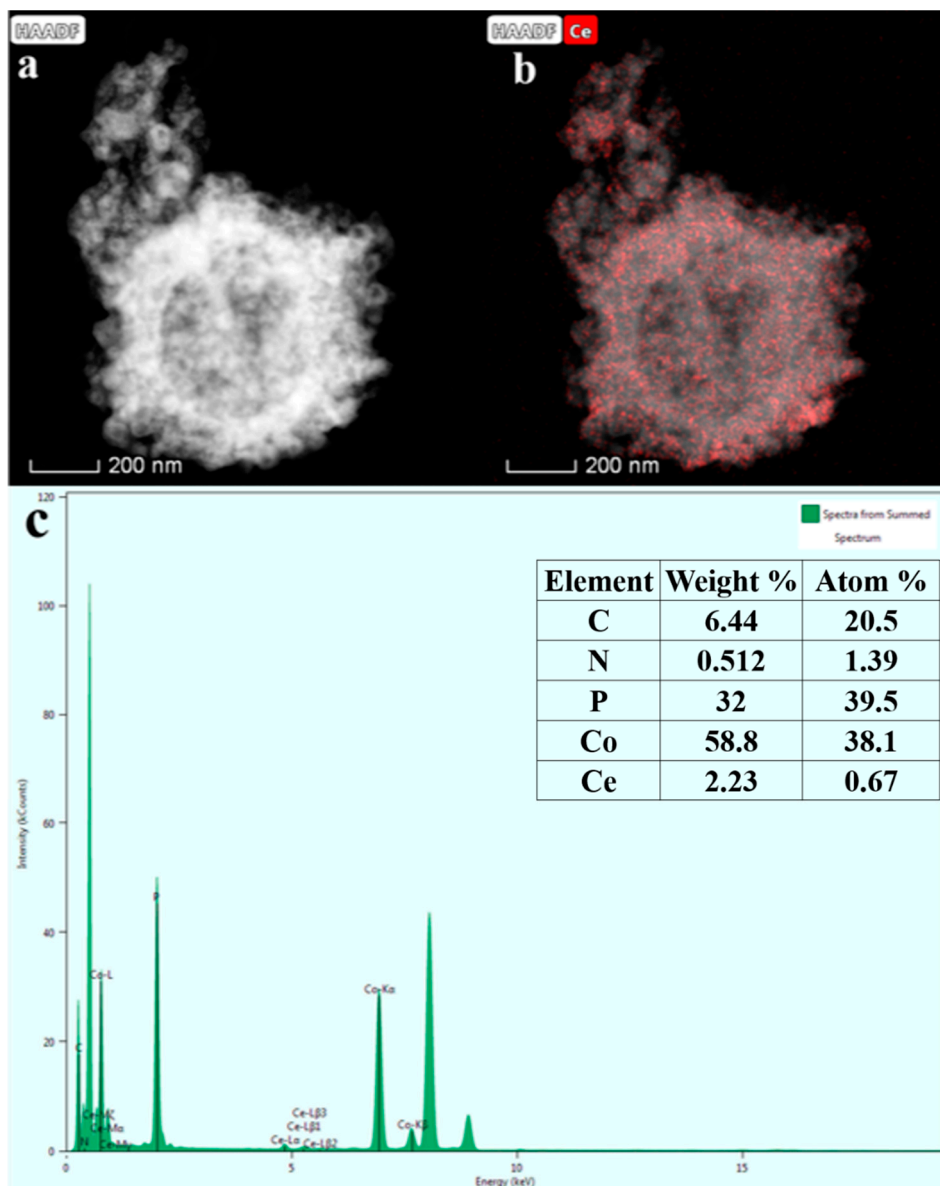 HAADF
a
200 nm
HAADF Ce
b
200 nm
c
Spectra from Summed
Spectrum
Element Weight % Atom %
C 6.44 20.5
N 0.512 1.39
P 32 39.5
Co 58.8 38.1
Ce 2.23 0.67
120
100
80
60
40
20
0
Intensity (kCounts)
C
N
Co-L
Ce-Mζ
Ce-Mα
P
Ce-Lβ3
Ce-Lβ1
Ce-Lα
Ce-Lβ2
Co-Kα
Co-Kβ
0 5 10 15
Energy (keV)